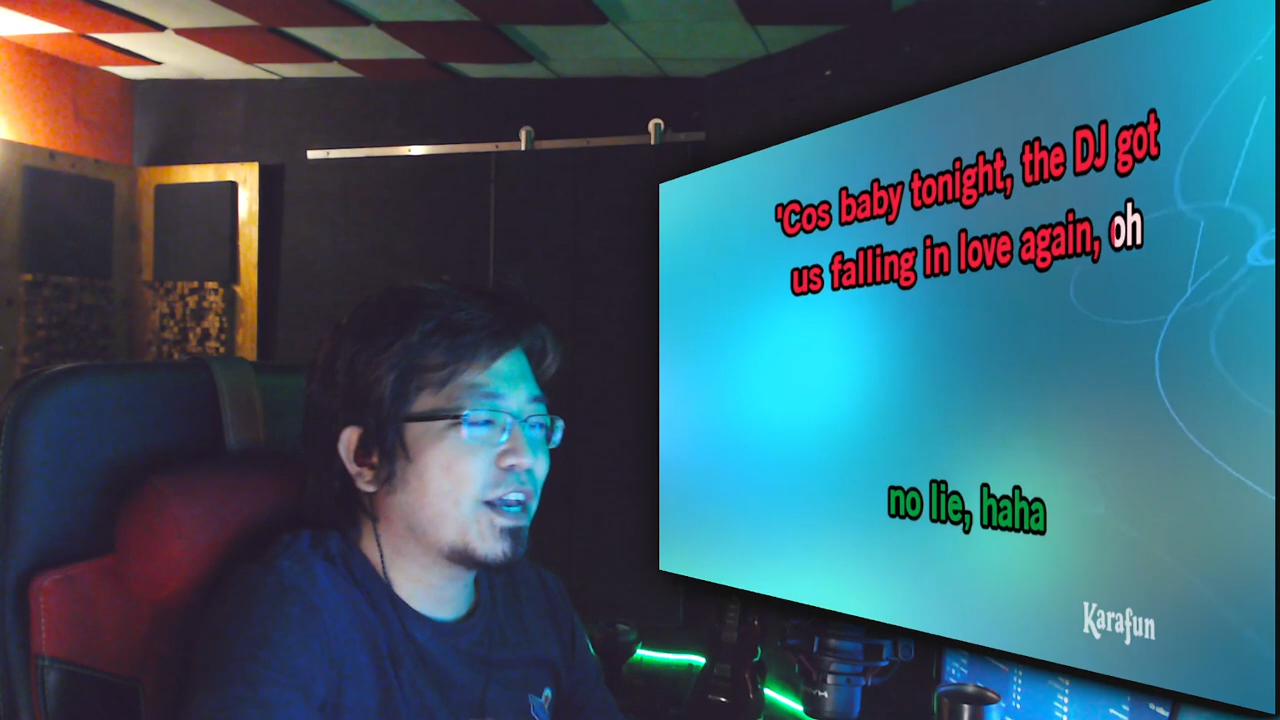 'Cos baby tonight, the DJ got
us falling in love again, oh
no lie, haha
Karafun